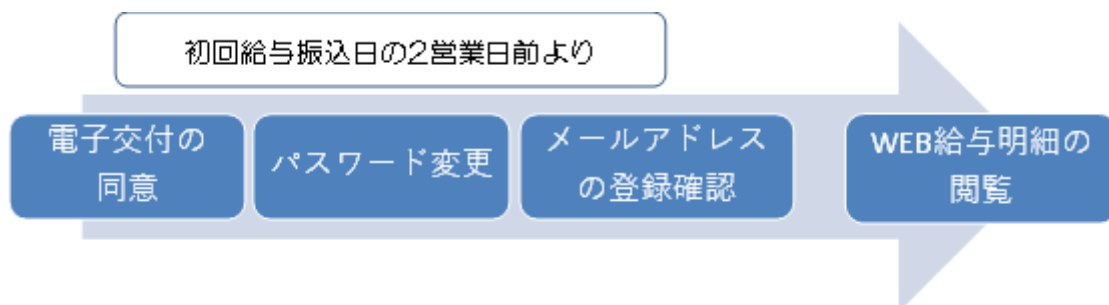 初回給与振込日の2営業日前より
電子交付の
同意
パスワード変更
メールアドレス
の登録確認
WEB給与明細の
閲覧